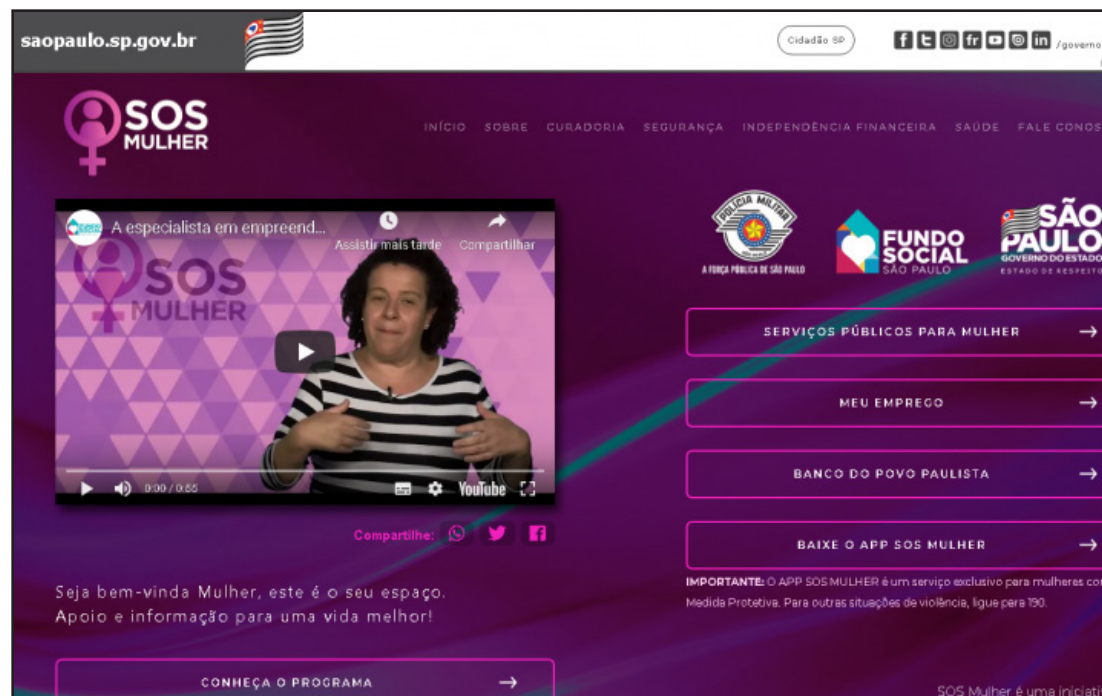 saopaulo.sp.gov.br
Cidadão SP
/governo
SOS
MULHER
INÍCIO SOBRE CURADORIA SEGURANÇA INDEPENDÊNCIA FINANCEIRA SAÚDE FALE CONOS
A especialista em empreend...
Assistir mais tarde Compartilhar
SOS
MULHER
0:00 / 0:55
YouTube
Compartilhe:
Seja bem-vinda Mulher, este é o seu espaço.
Apoio e informação para uma vida melhor!
CONHEÇA O PROGRAMA →
POLÍCIA MILITAR
A FORÇA PÚBLICA DE SÃO PAULO
FUNDO
SOCIAL
SÃO PAULO
SÃO
PAULO
GOVERNO DO ESTADO
ESTADO DE RESPEITO
SERVIÇOS PÚBLICOS PARA MULHER →
MEU EMPREGO →
BANCO DO POVO PAULISTA →
BAIXE O APP SOS MULHER →
IMPORTANTE: O APP SOS MULHER é um serviço exclusivo para mulheres co
Medida Protetiva. Para outras situações de violência, ligue para 190.
SOS Mulher é uma iniciati